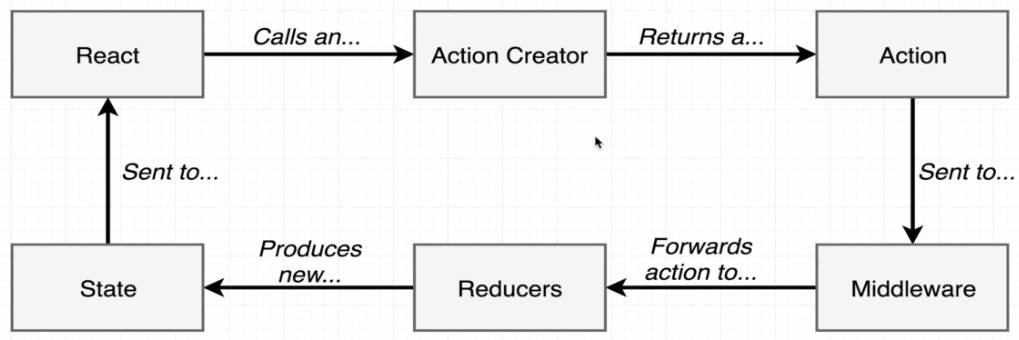 React
Calls an...
Action Creator
Returns a...
Action
Sent to...
Sent to...
State
Produces
new...
Reducers
Forwards
action to...
Middleware